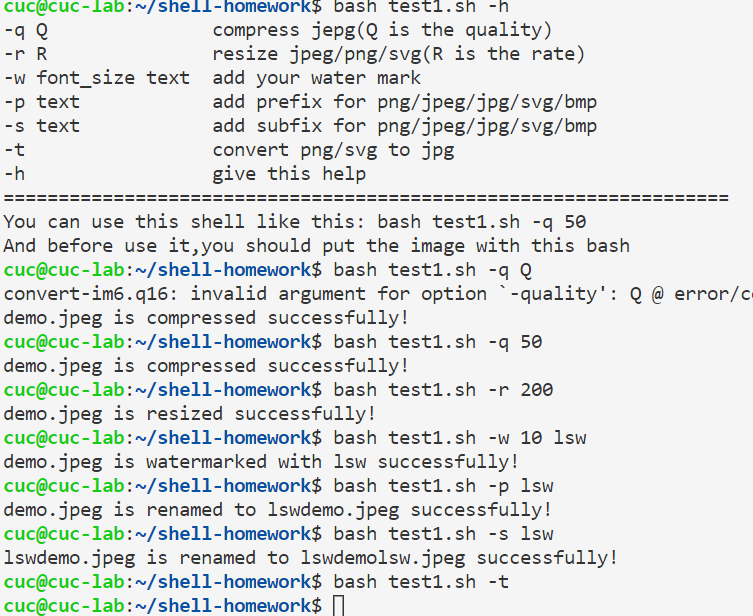 cuc@cuc-lab:~/shell-homework$ bash test1.sh -h
-q Q               compress jepg(Q is the quality)
-r R               resize jpeg/png/svg(R is the rate)
-w font_size text  add your water mark
-p text            add prefix for png/jpeg/jpg/svg/bmp
-s text            add subfix for png/jpeg/jpg/svg/bmp
-t                 convert png/svg to jpg
-h                 give this help
==================================================================
You can use this shell like this: bash test1.sh -q 50
And before use it,you should put the image with this bash
cuc@cuc-lab:~/shell-homework$ bash test1.sh -q Q
convert-im6.q16: invalid argument for option `-quality': Q @ error/c
demo.jpeg is compressed successfully!
cuc@cuc-lab:~/shell-homework$ bash test1.sh -q 50
demo.jpeg is compressed successfully!
cuc@cuc-lab:~/shell-homework$ bash test1.sh -r 200
demo.jpeg is resized successfully!
cuc@cuc-lab:~/shell-homework$ bash test1.sh -w 10 lsw
demo.jpeg is watermarked with lsw successfully!
cuc@cuc-lab:~/shell-homework$ bash test1.sh -p lsw
demo.jpeg is renamed to lswdemo.jpeg successfully!
cuc@cuc-lab:~/shell-homework$ bash test1.sh -s lsw
lswdemo.jpeg is renamed to lswdemolsw.jpeg successfully!
cuc@cuc-lab:~/shell-homework$ bash test1.sh -t
cuc@cuc-lab:~/shell-homework$